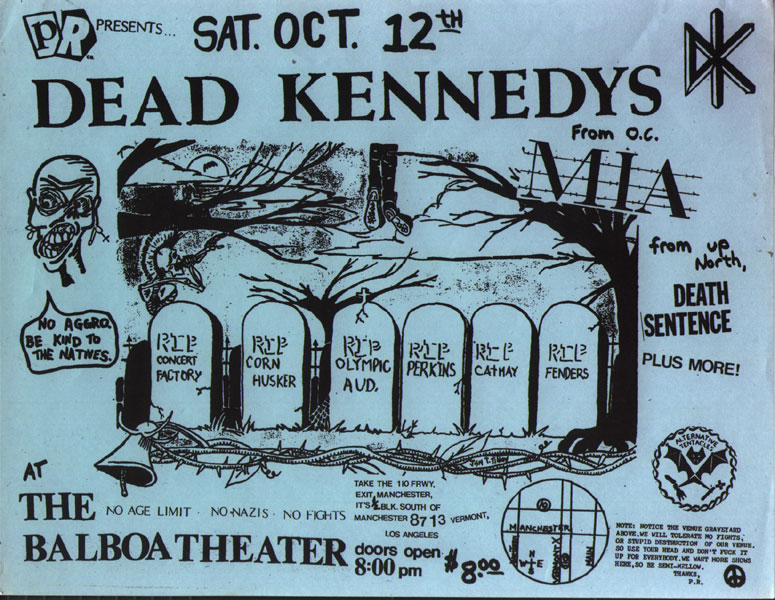 PR PRESENTS...
SAT. OCT. 12TH
DK
DEAD KENNEDYS
From O.C.
MIA
from up
North,
DEATH
SENTENCE
PLUS MORE!
NO AGGRO.
BE KIND TO
THE NATIVES.
RIP
CONCERT
FACTORY
RIP
CORN
HUSKER
RIP
OLYMPIC
AUD.
RIP
PERKINS
RIP
CATHAY
RIP
FENDERS
ALTERNATIVE
TENTACLES
AT
THE
BALBOA THEATER
NO AGE LIMIT · NO·NAZIS · NO FIGHTS
TAKE THE 110 FRWY.
EXIT MANCHESTER,
IT'S ½ BLK. SOUTH OF
MANCHESTER 8713 VERMONT,
LOS ANGELES
doors open
8:00 pm
$8.00
MANCHESTER
VERMONT
MAIN
N
W E
S
NOTE: NOTICE THE VENUE GRAVEYARD
ABOVE, WE WILL TOLERATE NO FIGHTS,
OR STUPID DESTRUCTION OF OUR VENUE.
SO USE YOUR HEAD AND DON'T FUCK IT
UP FOR EVERYBODY. WE WANT MORE SHOWS
HERE, SO BE SEMI-MELLOW.
THANKS,
P.R.